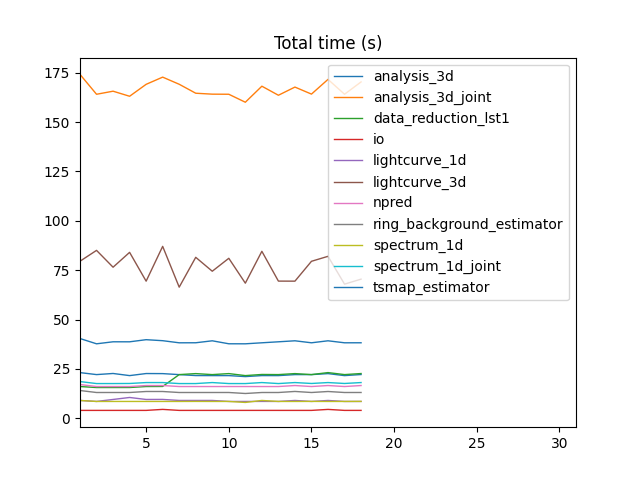 Total time (s)
175
150
125
100
75
50
25
0
analysis_3d
analysis_3d_joint
data_reduction_lst1
io
lightcurve_1d
lightcurve_3d
npred
ring_background_estimator
spectrum_1d
spectrum_1d_joint
tsmap_estimator
5 10 15 20 25 30